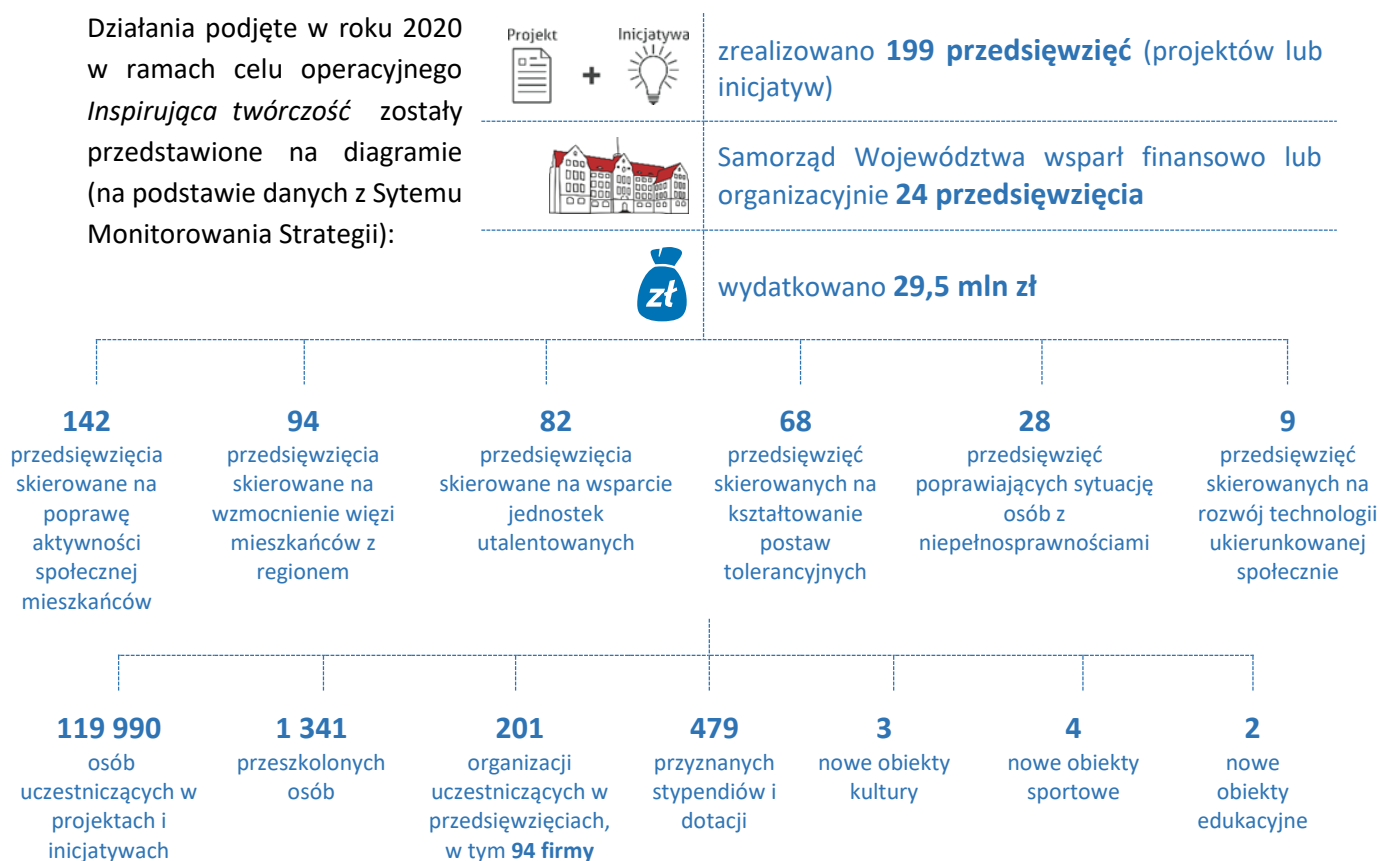 Działania podjęte w roku 2020
w ramach celu operacyjnego
Inspirująca twórczość zostały
przedstawione na diagramie
(na podstawie danych z Sytemu
Monitorowania Strategii):
Projekt
+
Inicjatywa
zrealizowano 199 przedsięwzięć (projektów lub
inicjatyw)
Samorząd Województwa wsparł finansowo lub
organizacyjnie 24 przedsięwzięcia
zł
wydatkowano 29,5 mln zł
142
przedsięwzięcia
skierowane na
poprawę
aktywności
społecznej
mieszkańców
94
przedsięwzięcia
skierowane na
wzmocnienie więzi
mieszkańców z
regionem
82
przedsięwzięcia
skierowane na wsparcie
jednostek
utalentowanych
68
przedsięwzięć
skierowanych na
kształtowanie
postaw
tolerancyjnych
28
przedsięwzięć
poprawiających sytuację
osób z
niepełnosprawnościami
9
przedsięwzięć
skierowanych na
rozwój technologii
ukierunkowanej
społecznie
119 990
osób
uczestniczących w
projektach i
inicjatywach
1 341
przeszkolonych
osób
201
organizacji
uczestniczących w
przedsięwzięciach,
w tym 94 firmy
479
przyznanych
stypendiów i
dotacji
3
nowe obiekty
kultury
4
nowe obiekty
sportowe
2
nowe
obiekty
edukacyjne